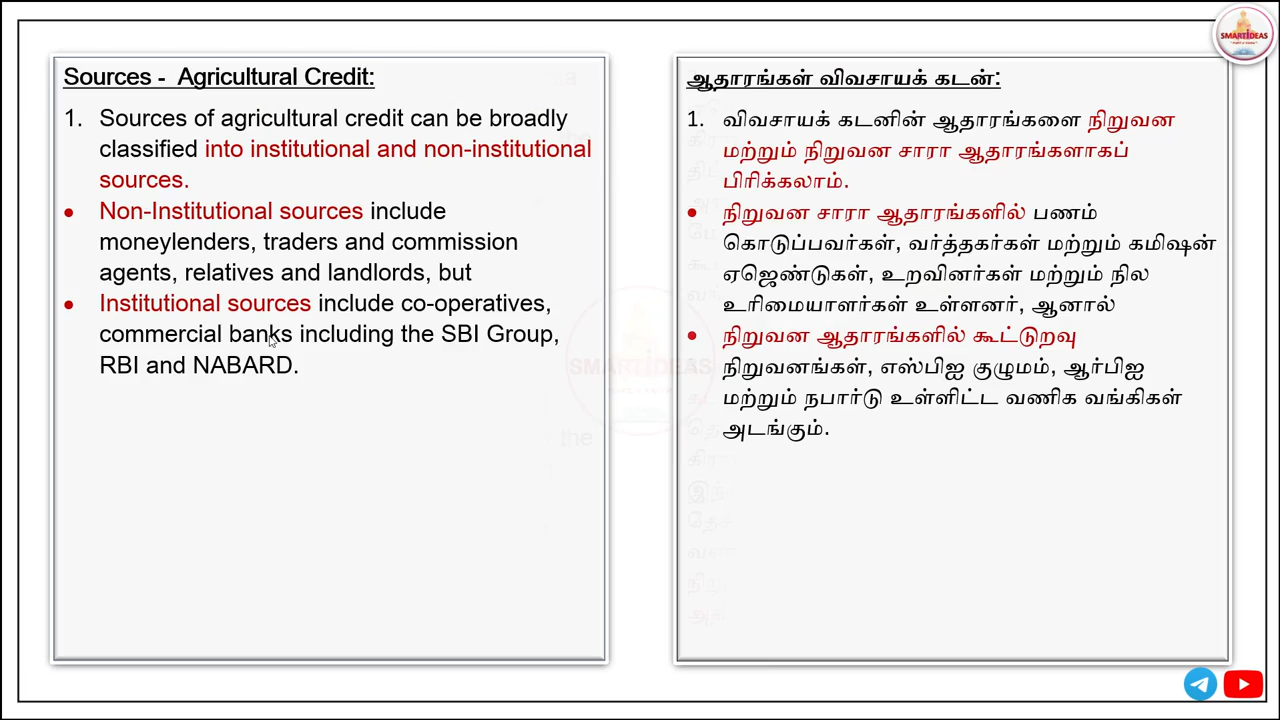 SMARTIDEAS
Sources - Agricultural Credit:
1. Sources of agricultural credit can be broadly
classified into institutional and non-institutional
sources.
• Non-Institutional sources include
moneylenders, traders and commission
agents, relatives and landlords, but
• Institutional sources include co-operatives,
commercial banks including the SBI Group,
RBI and NABARD.
ஆதாரங்கள் விவசாயக் கடன்:
1. விவசாயக் கடனின் ஆதாரங்களை நிறுவன
மற்றும் நிறுவன சாரா ஆதாரங்களாகப்
பிரிக்கலாம்.
• நிறுவன சாரா ஆதாரங்களில் பணம்
கொடுப்பவர்கள், வர்த்தகர்கள் மற்றும் கமிஷன்
ஏஜெண்டுகள், உறவினர்கள் மற்றும் நில
உரிமையாளர்கள் உள்ளனர், ஆனால்
• நிறுவன ஆதாரங்களில் கூட்டுறவு
நிறுவனங்கள், எஸ்பிஐ குழுமம், ஆர்பிஐ
மற்றும் நபார்டு உள்ளிட்ட வணிக வங்கிகள்
அடங்கும்.
SMARTIDEAS
the